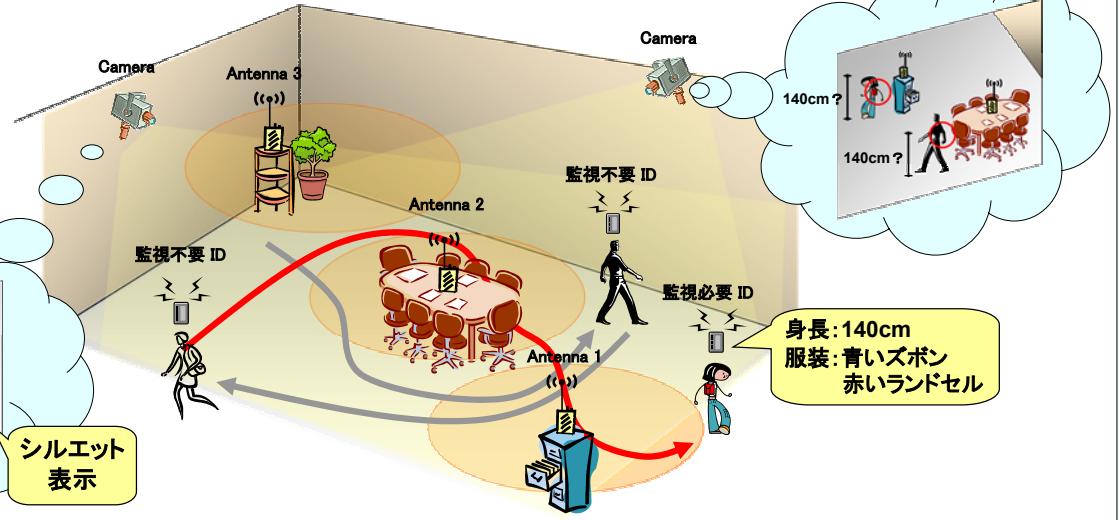 Camera
Antenna 3
Camera
140cm？
140cm？
監視不要 ID
Antenna 2
監視不要 ID
監視必要 ID
身長：140cm
服装：青いズボン
赤いランドセル
Antenna 1
シルエット
表示